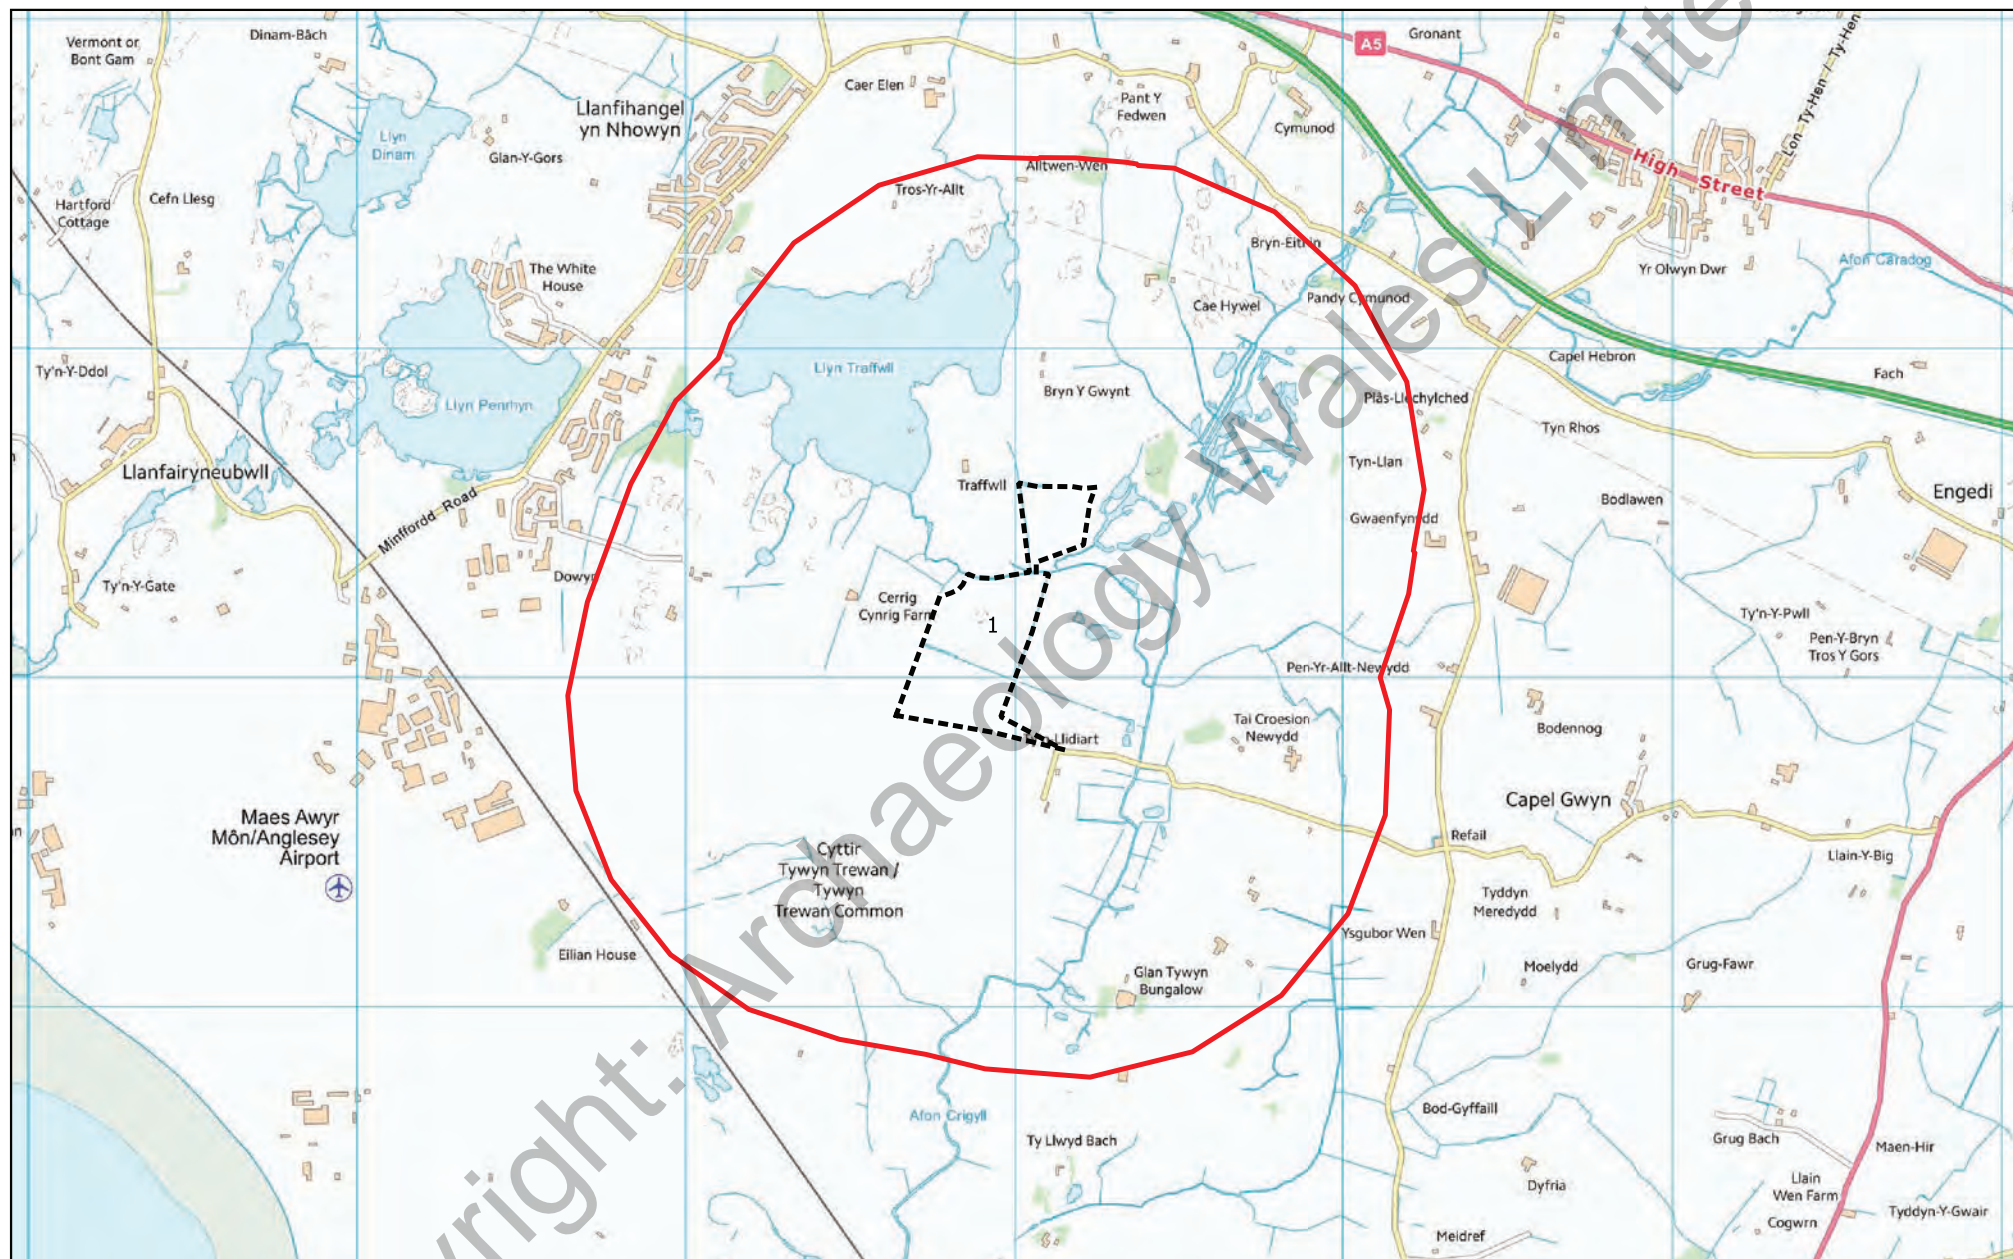 Vermont or
Bont Gam
Dinam-Bâch
Llanfihangel
yn Nhowyn
Caer Elen
A5
Gronant
Lon-Ty-Hen / Ty-Hen
Llyn
Dinam
Glan-Y-Gors
Pant Y
Fedwen
Cymunod
High Street
Hartford
Cottage
Cefn Llesg
Tros-Yr-Allt
Alltwen-Wen
Bryn-Eithin
The White
House
Yr Olwyn Dwr
Afon Caradog
Cae Hywel
Pandy Cymunod
Ty'n-Y-Ddol
Llyn Penrhyn
Llyn Traffwll
Bryn Y Gwynt
Plâs-Llechylched
Capel Hebron
Fach
Tyn Rhos
Llanfairyneubwll
Minffordd Road
Traffwll
Tyn-Llan
Bodlawen
Engedi
Gwaenfynydd
Ty'n-Y-Gate
Dowyn
Cerrig
Cynrig Farm
1
Ty'n-Y-Pwll
Pen-Y-Bryn
Tros Y Gors
Pen-Yr-Allt-Newydd
Tai Croesion
Newydd
Llidiart
Bodennog
Maes Awyr
Môn/Anglesey
Airport
Capel Gwyn
Refail
Llain-Y-Big
Cyttir
Tywyn Trewan /
Tywyn
Trewan Common
Tyddyn
Meredydd
Eilian House
Ysgubor Wen
Glan Tywyn
Bungalow
Moelydd
Grug-Fawr
Afon Crigyll
Ty Llwyd Bach
Bod-Gyffaill
Grug Bach
Maen-Hir
Dyfria
Llain
Wen Farm
Cogwrn
Tyddyn-Y-Gwair
Meidref
yright: Archaeology Wales Limite